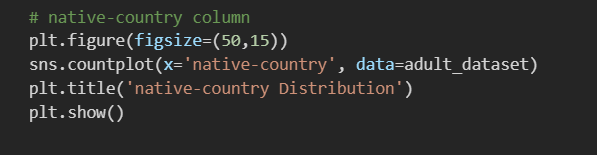 # native-country column
plt.figure(figsize=(50,15))
sns.countplot(x='native-country', data=adult_dataset)
plt.title('native-country Distribution')
plt.show()